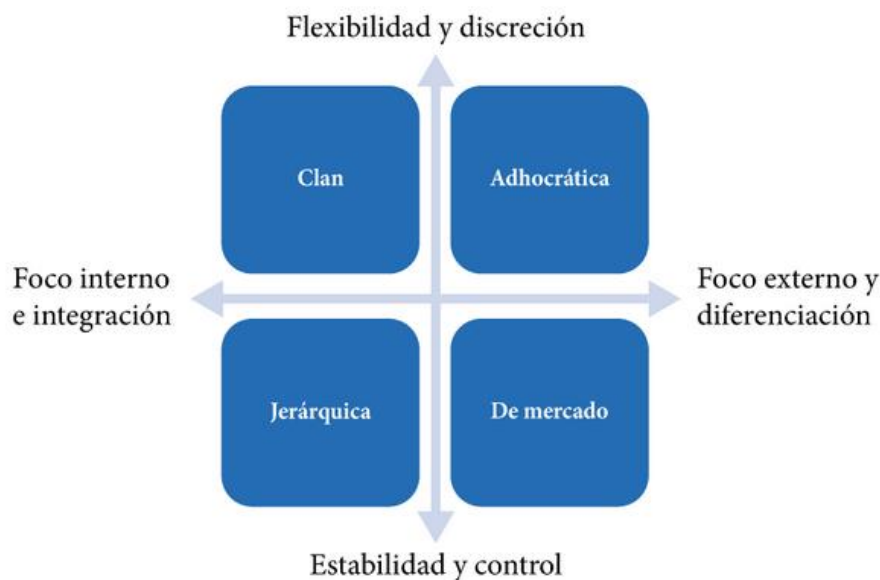 Flexibilidad y discreción
Clan
Adhocrática
Foco interno
e integración
Foco externo y
diferenciación
Jerárquica
De mercado
Estabilidad y control